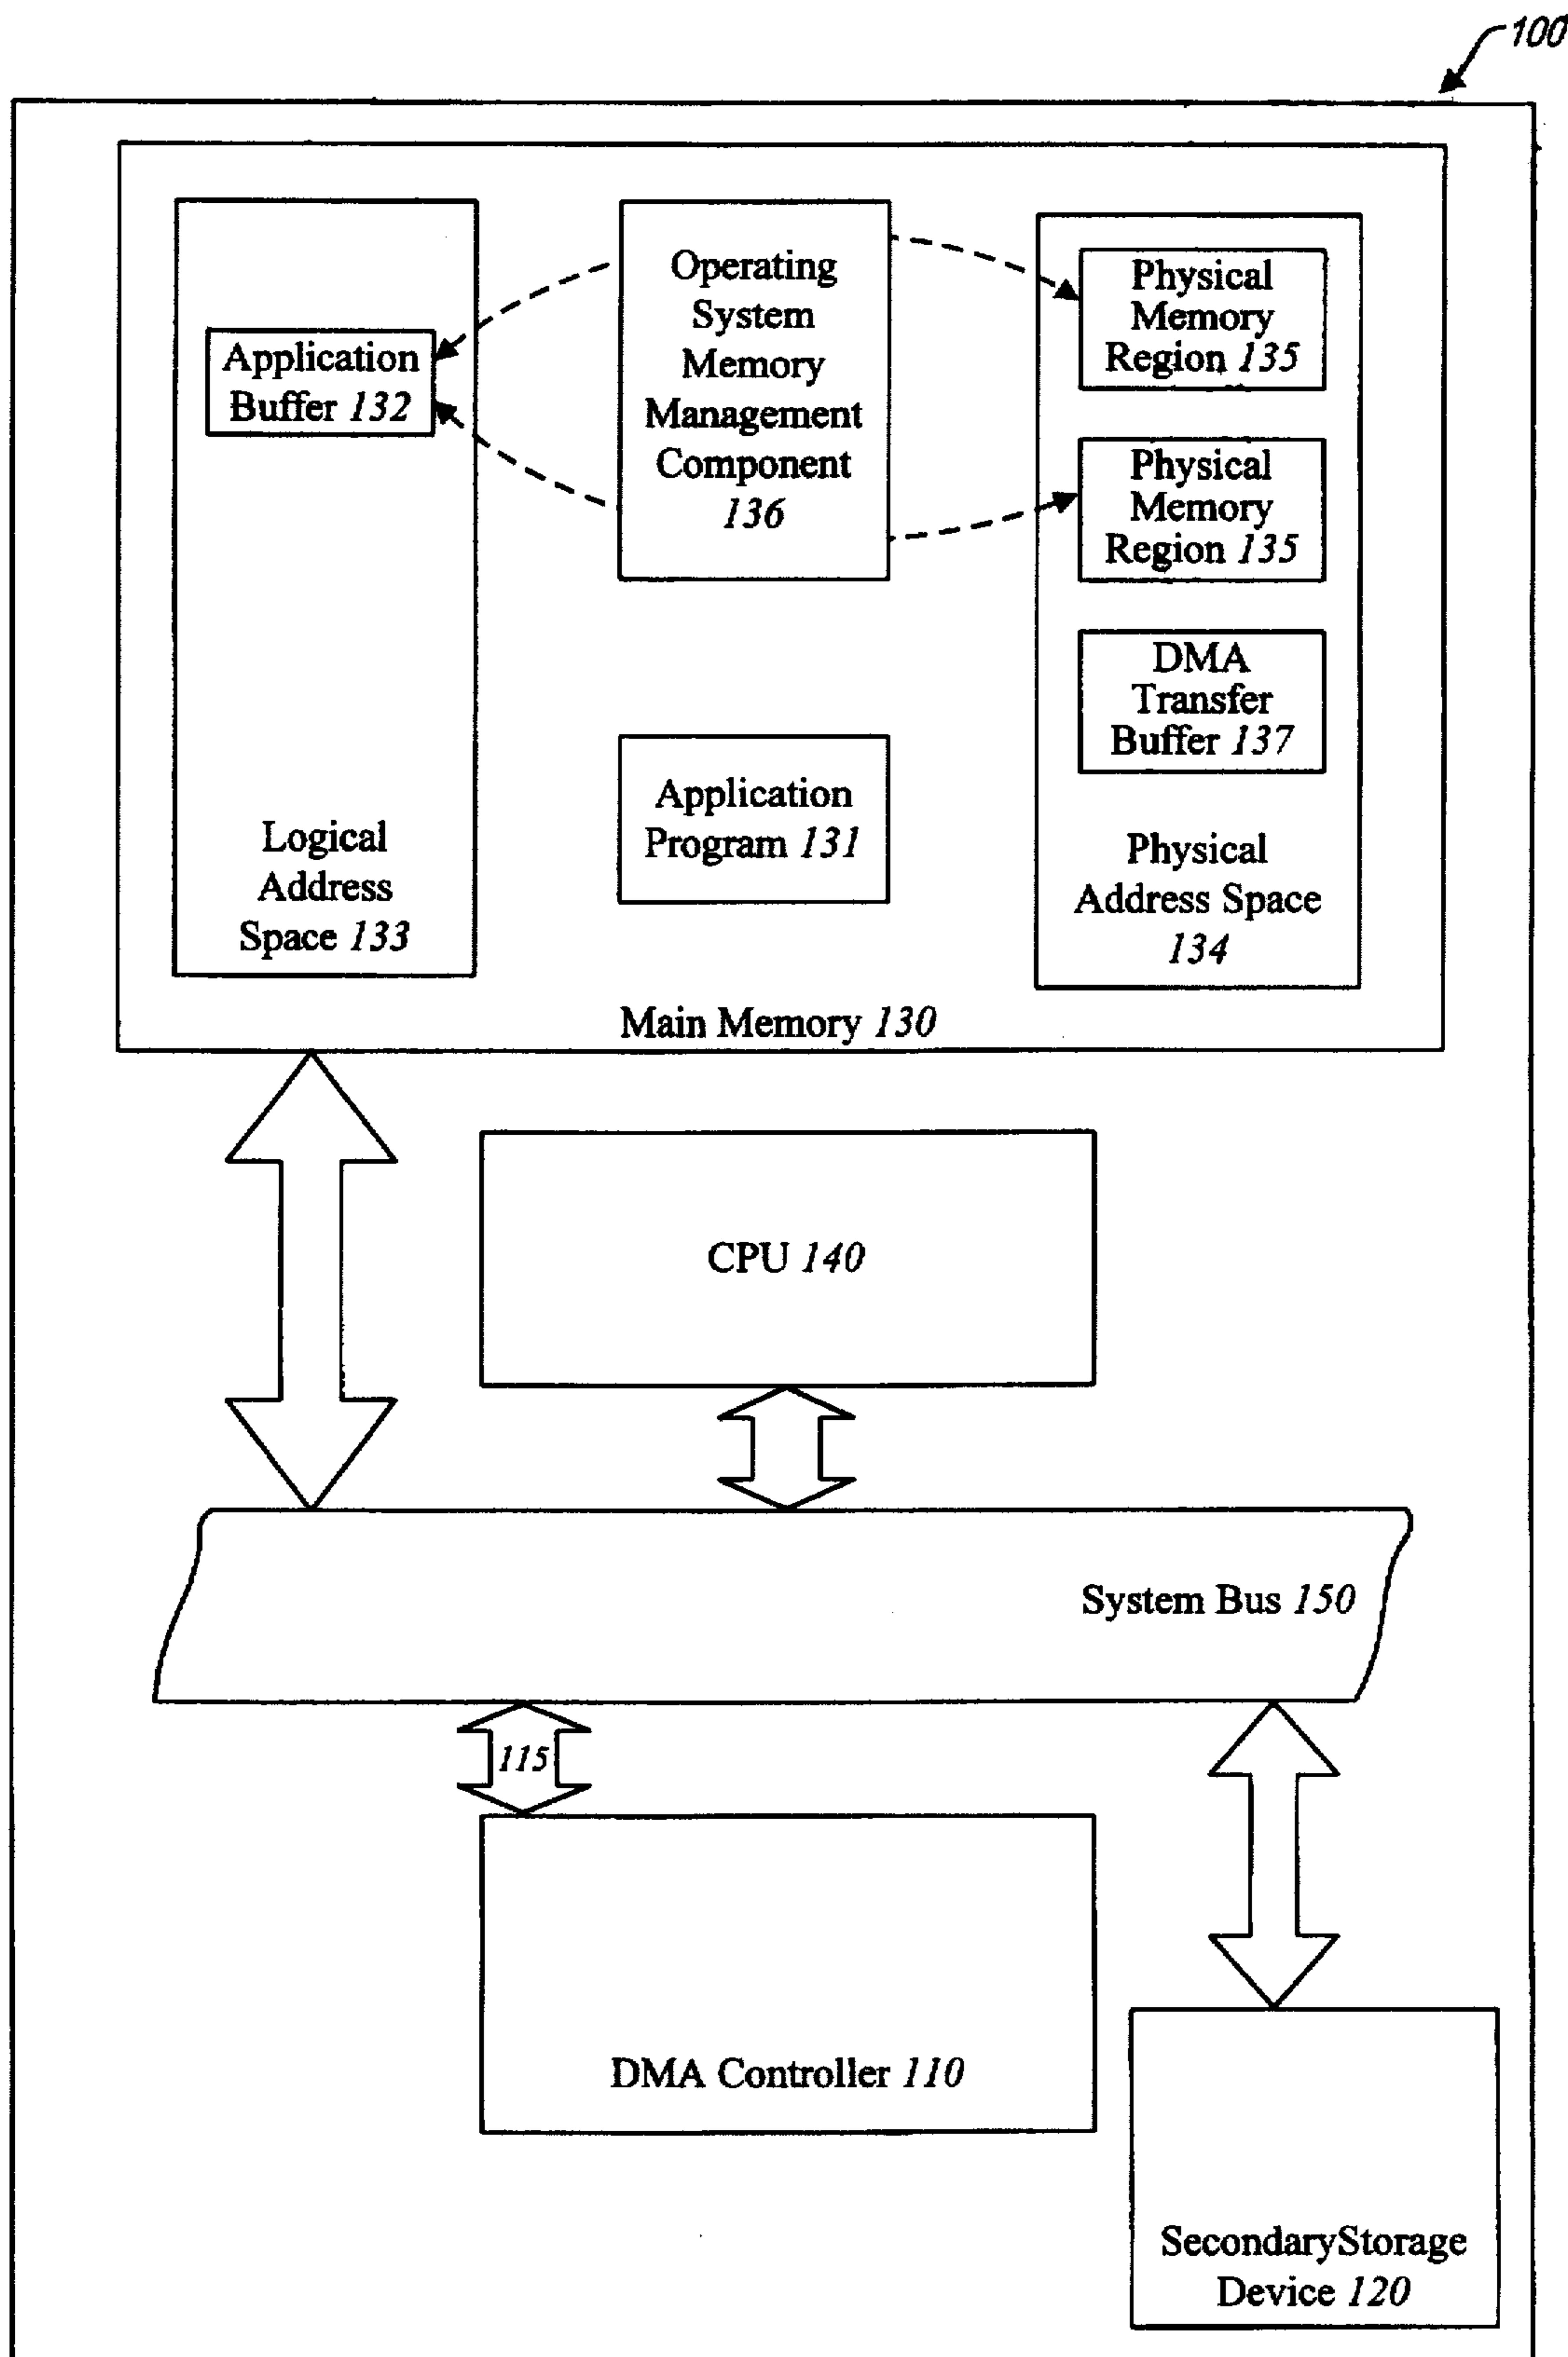 100
Application
Buffer 132
Logical
Address
Space 133
Operating
System
Memory
Management
Component
136
Application
Program 131
Physical
Memory
Region 135
Physical
Memory
Region 135
DMA
Transfer
Buffer 137
Physical
Address Space
134
Main Memory 130
CPU 140
System Bus 150
115
DMA Controller 110
SecondaryStorage
Device 120